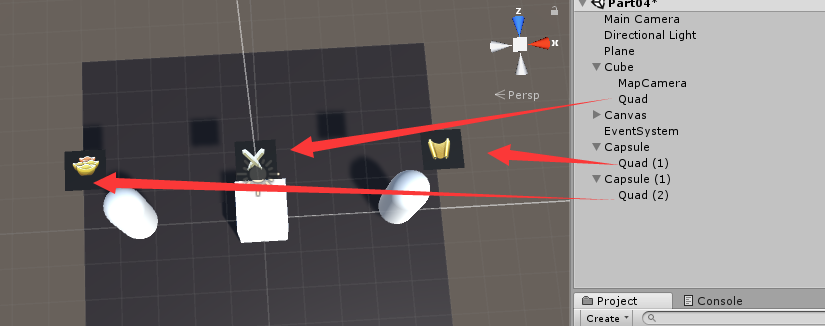 Part04*
Main Camera
Directional Light
Plane
Cube
MapCamera
Quad
Canvas
EventSystem
Capsule
Quad (1)
Capsule (1)
Quad (2)
z
x
Persp
Project
Console
Create